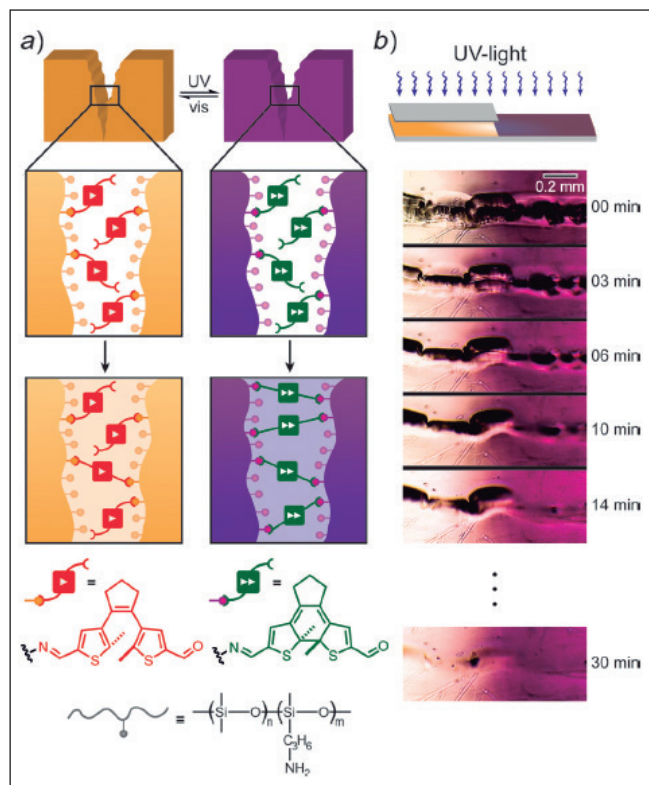 a)
UV
vis
≡
≡
N
S
S
O
N
S
S
O
≡
Si
O
n
Si
O
m
C₃H₆
NH₂
b)
UV-light
0.2 mm
00 min
03 min
06 min
10 min
14 min
30 min